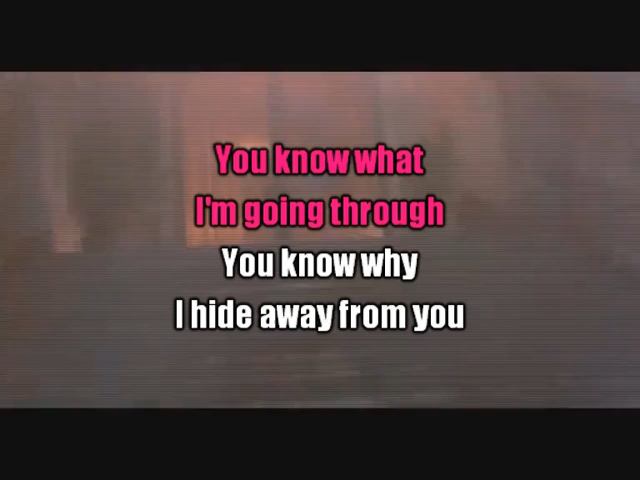 You know what
I'm going through
You know why
I hide away from you